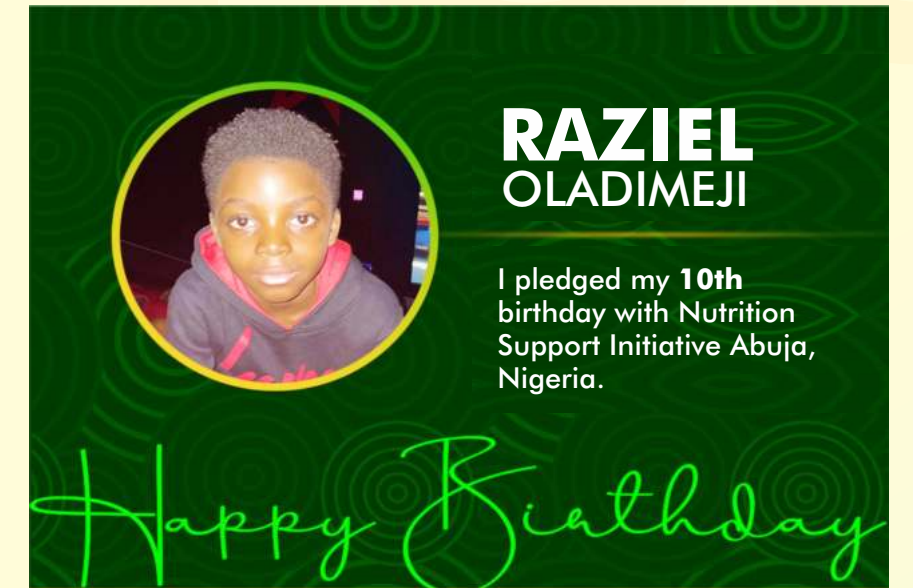 RAZIEL
OLADIMEJI
I pledged my 10th
birthday with Nutrition
Support Initiative Abuja,
Nigeria.
Happy Birthday